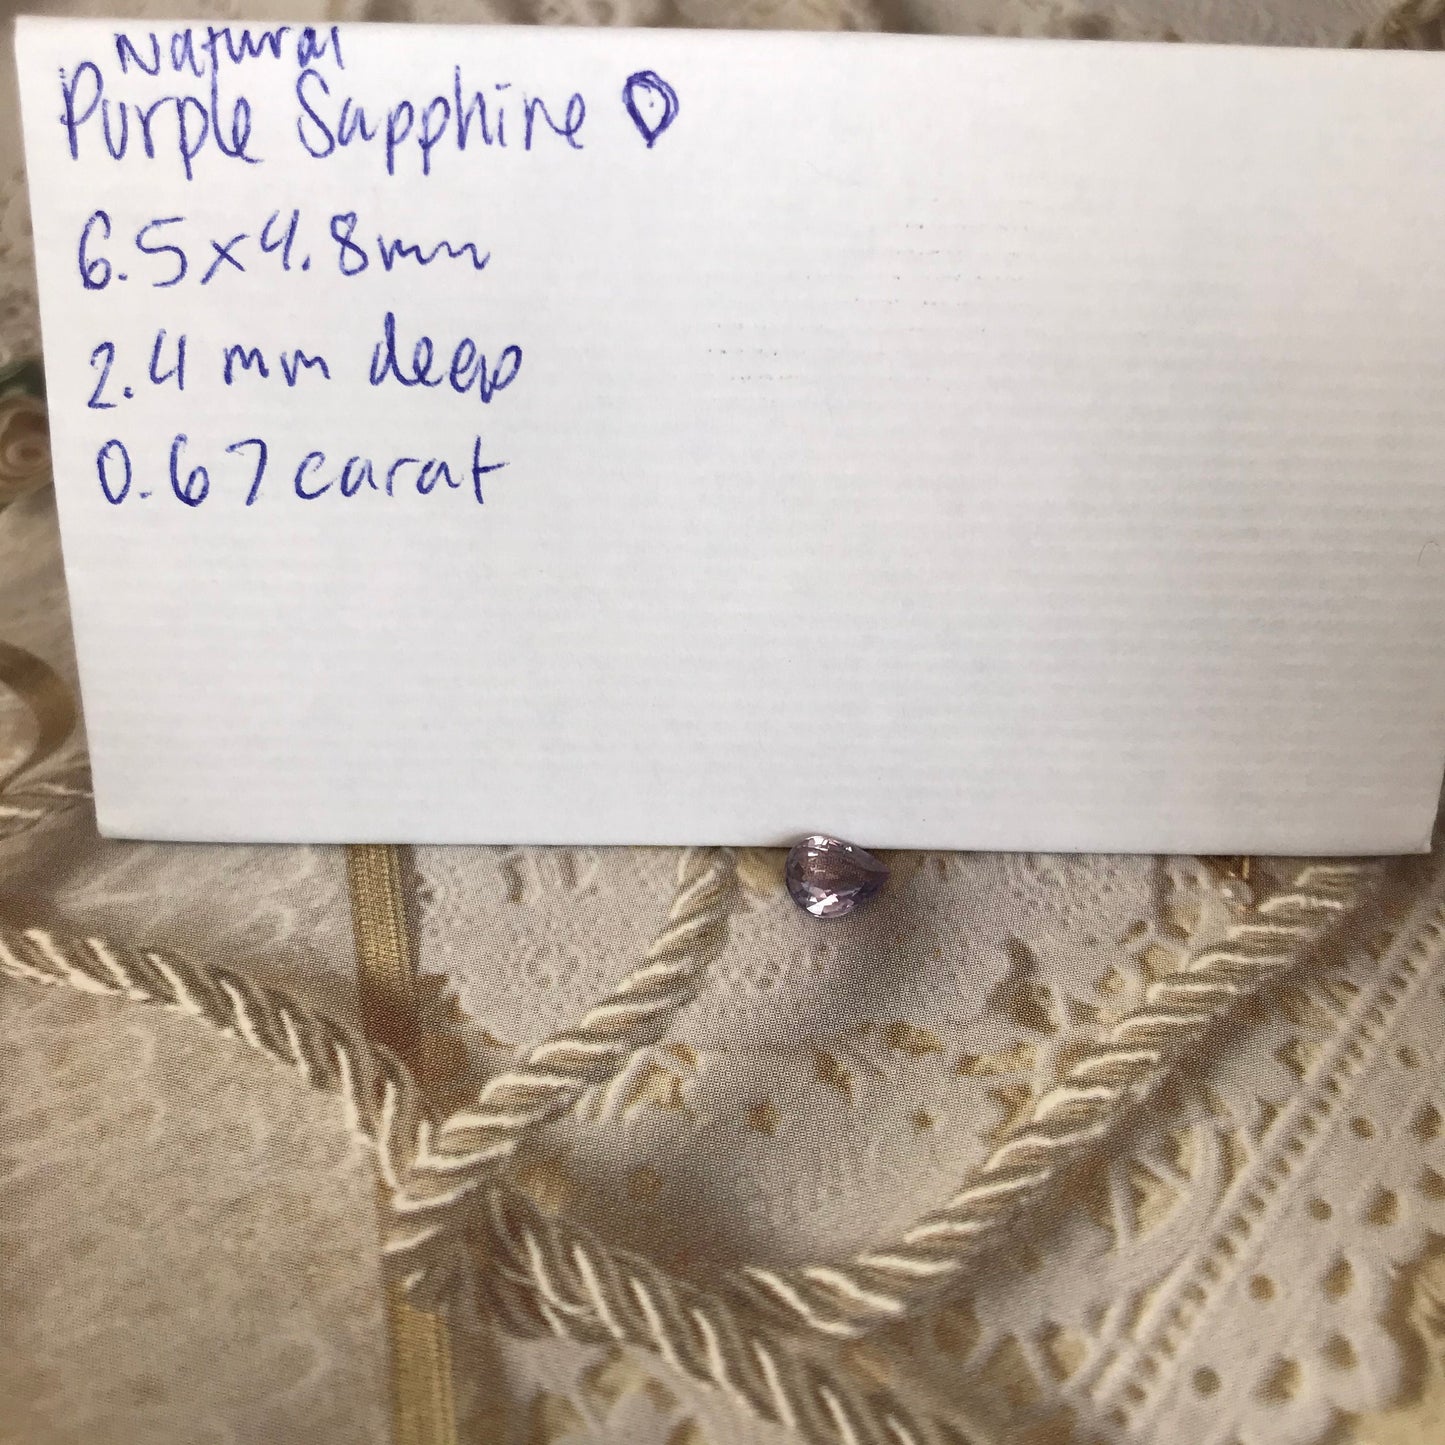 Natural
Purple Sapphire
6.5x4.8mm
2.4 mm deep
0.67 carat